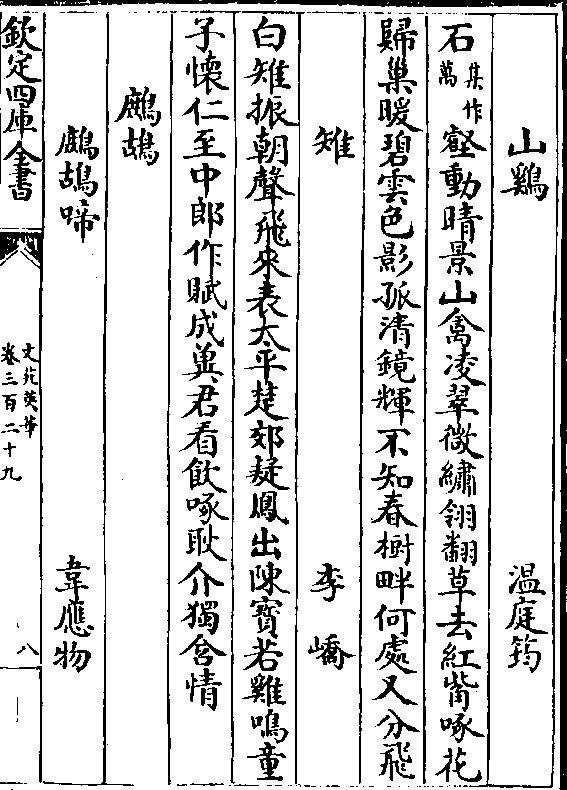 山鷄 温庭筠
石集作萬壑動晴景山禽凌翠微繡翎翻草去紅觜啄花
歸巢暖碧雲色影孤清鏡輝不知春樹畔何處又分飛
雉 李嶠
白雉振朝聲飛來表太平楚郊疑鳳出陳寳若雞鳴童
子懐仁至中郎作賦成兾君看飲啄耿介獨含情
鷓鴣
鷓鴣啼 韋應物
欽定四庫全書
文苑英華
卷三百二十九
八